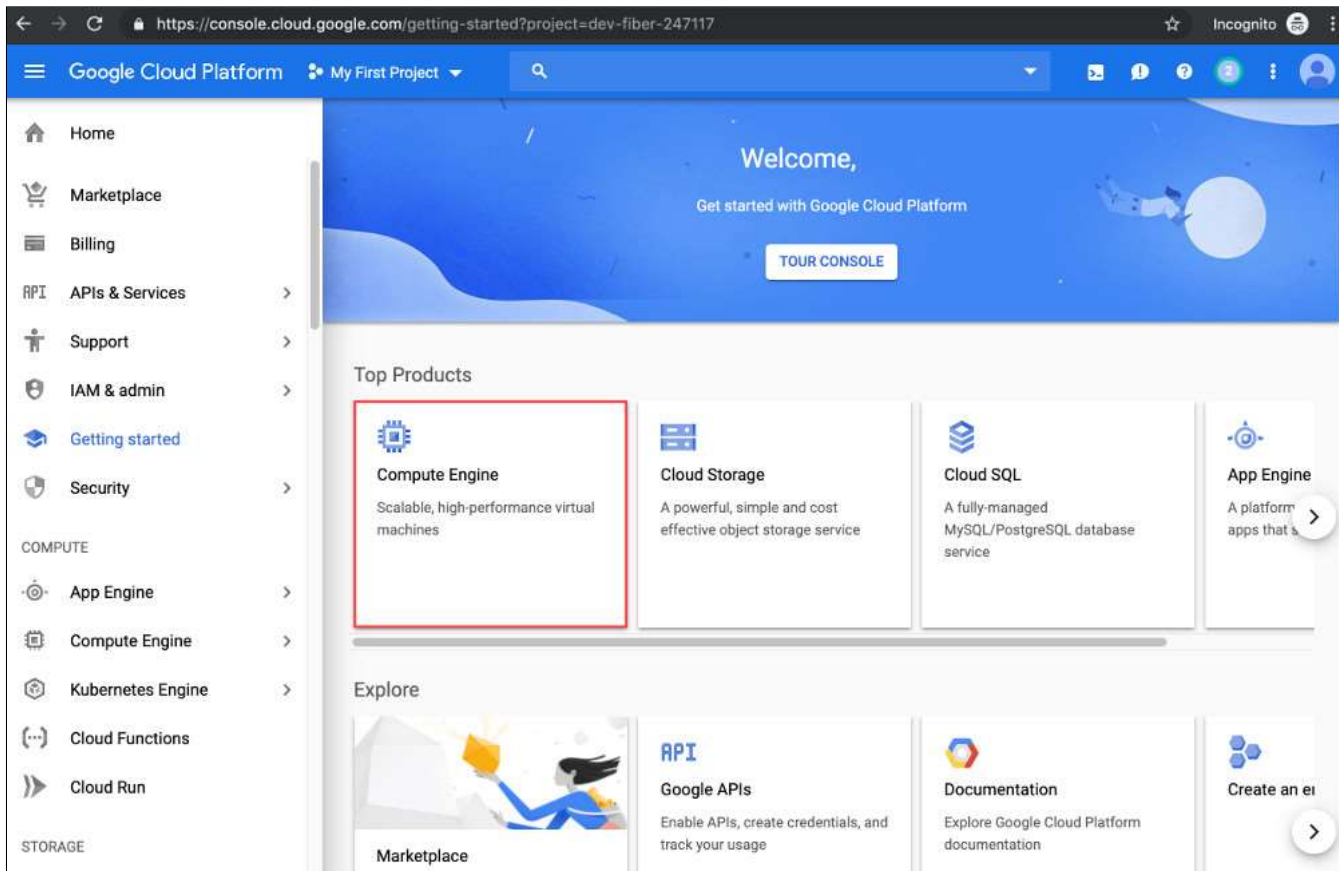 https://console.cloud.google.com/getting-started?project=dev-fiber-247117
Incognito
Google Cloud Platform
My First Project
2
Home
Marketplace
Billing
API
APIs & Services
Support
IAM & admin
Getting started
Security
COMPUTE
App Engine
Compute Engine
Kubernetes Engine
Cloud Functions
Cloud Run
STORAGE
Welcome,
Get started with Google Cloud Platform
TOUR CONSOLE
Top Products
Compute Engine
Scalable, high-performance virtual
machines
Cloud Storage
A powerful, simple and cost
effective object storage service
Cloud SQL
A fully-managed
MySQL/PostgreSQL database
service
App Engine
A platform
apps that
Explore
Marketplace
API
Google APIs
Enable APIs, create credentials, and
track your usage
Documentation
Explore Google Cloud Platform
documentation
Create an